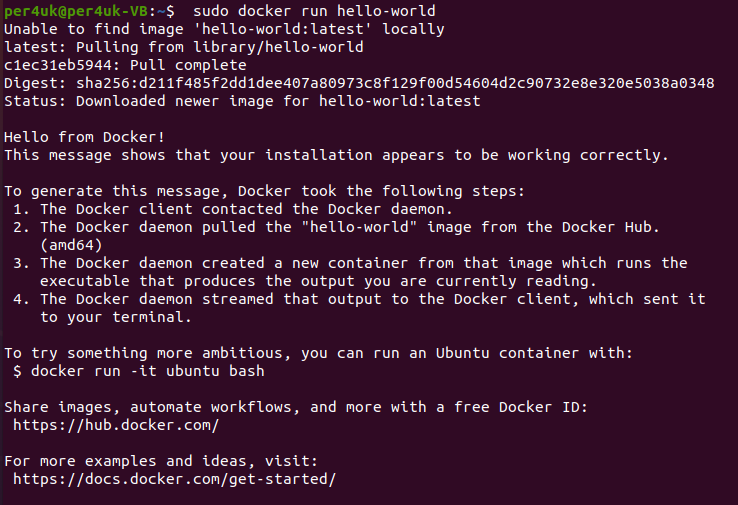 per4uk@per4uk-VB:~$  sudo docker run hello-world
Unable to find image 'hello-world:latest' locally
latest: Pulling from library/hello-world
c1ec31eb5944: Pull complete
Digest: sha256:d211f485f2dd1dee407a80973c8f129f00d54604d2c90732e8e320e5038a0348
Status: Downloaded newer image for hello-world:latest

Hello from Docker!
This message shows that your installation appears to be working correctly.

To generate this message, Docker took the following steps:
 1. The Docker client contacted the Docker daemon.
 2. The Docker daemon pulled the "hello-world" image from the Docker Hub.
    (amd64)
 3. The Docker daemon created a new container from that image which runs the
    executable that produces the output you are currently reading.
 4. The Docker daemon streamed that output to the Docker client, which sent it
    to your terminal.

To try something more ambitious, you can run an Ubuntu container with:
 $ docker run -it ubuntu bash

Share images, automate workflows, and more with a free Docker ID:
 https://hub.docker.com/

For more examples and ideas, visit:
 https://docs.docker.com/get-started/